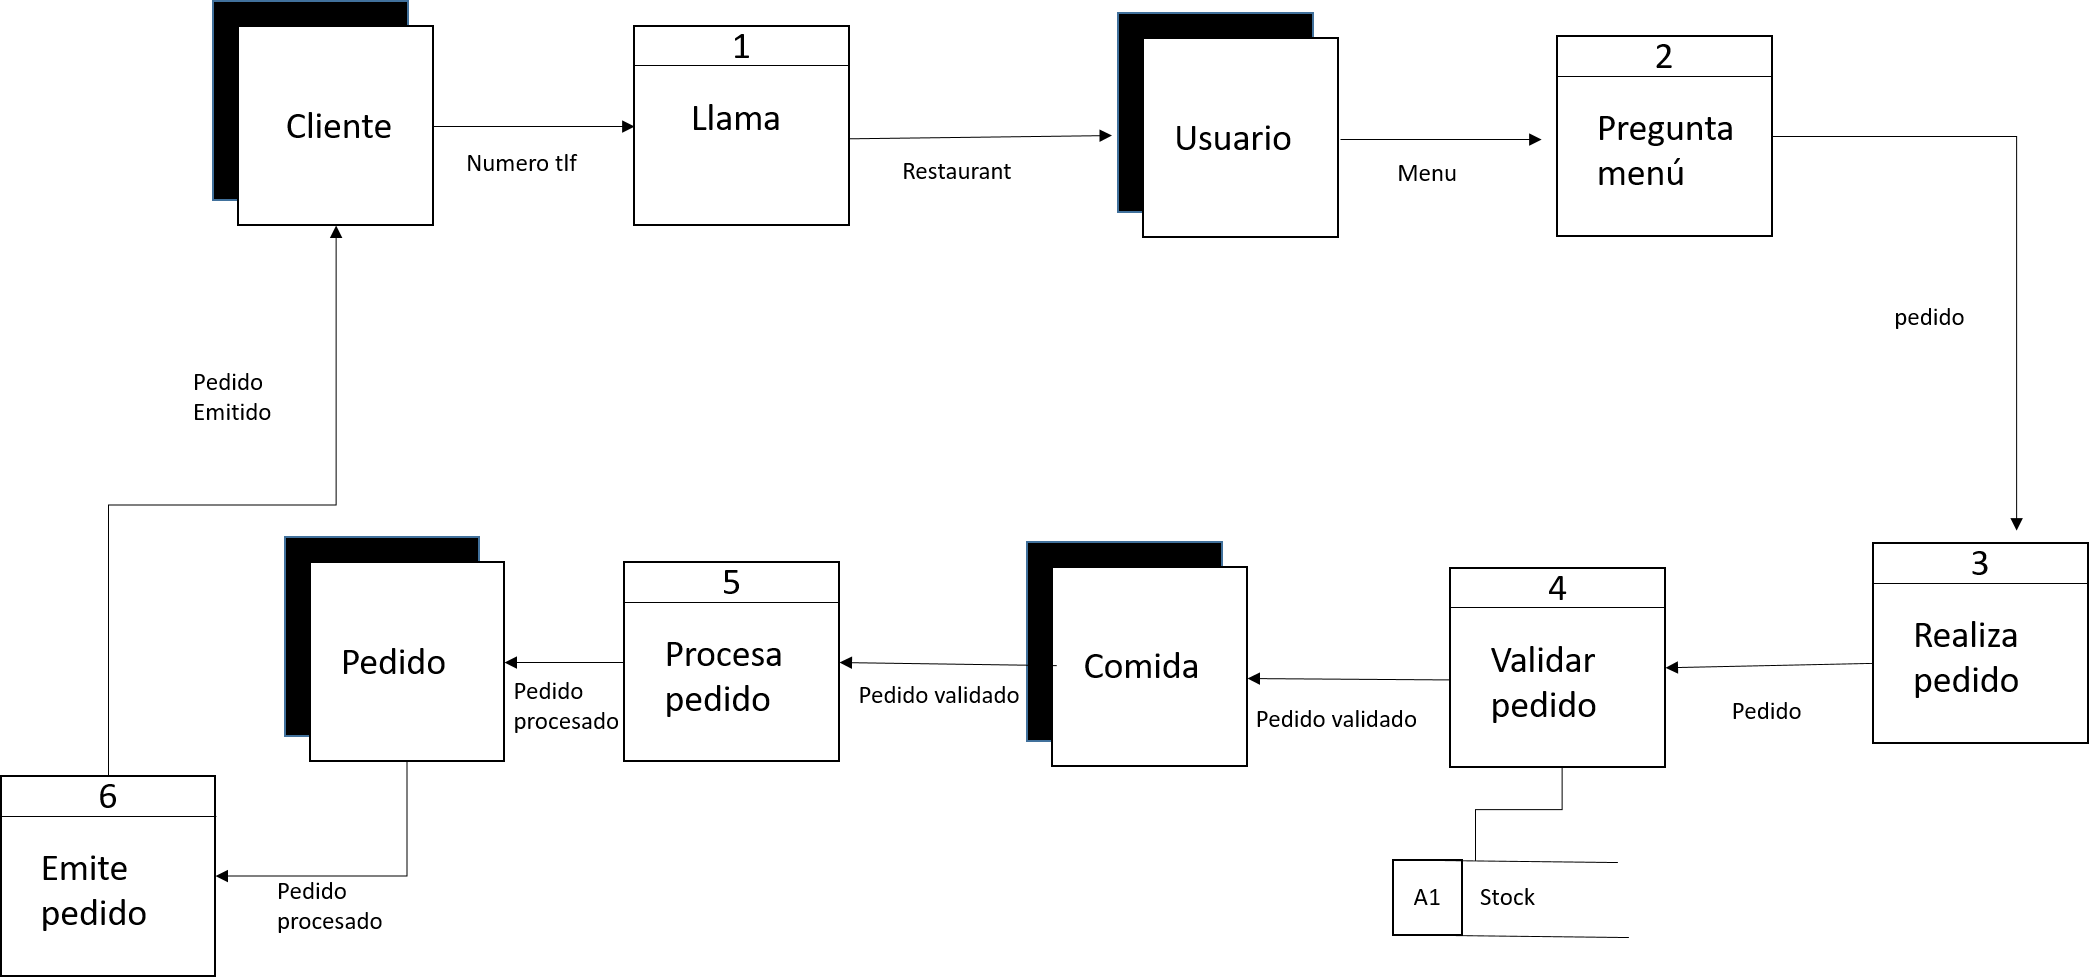 1
Llama
Cliente
Numero tlf
Restaurant
Usuario
Menu
2
Pregunta
menú
pedido
Pedido
Emitido
3
Realiza
pedido
Pedido
4
Validar
pedido
Pedido validado
Comida
Pedido validado
5
Procesa
pedido
Pedido
procesado
Pedido
Pedido
procesado
6
Emite
pedido
A1
Stock